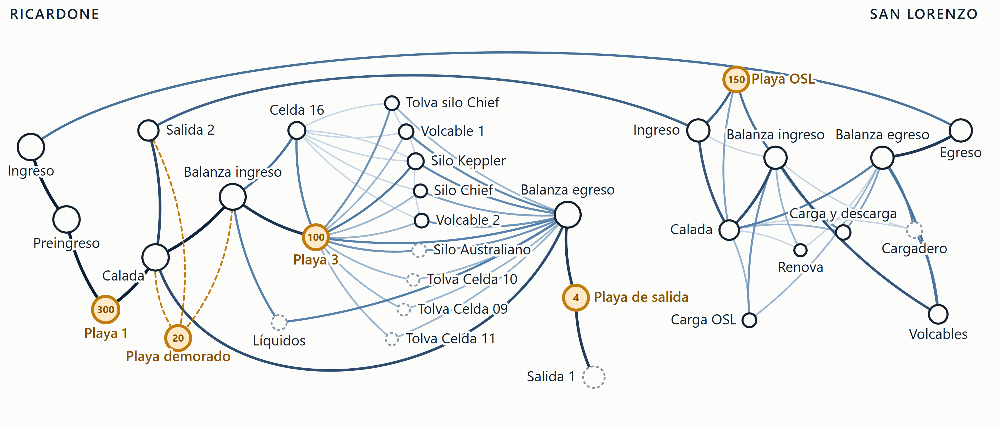 RICARDONE
SAN LORENZO
150
Playa OSL
Tolva silo Chief
Celda 16
Salida 2
Volcable 1
Ingreso
Balanza ingreso
Balanza egreso
Egreso
Ingreso
Silo Keppler
Balanza ingreso
Silo Chief
Balanza egreso
Carga y descarga
Volcable 2
Calada
100
Preingreso
Silo Australiano
Cargadero
Playa 3
Renova
Calada
Tolva Celda 10
4
Playa de salida
300
Tolva Celda 09
Carga OSL
Playa 1
20
Líquidos
Tolva Celda 11
Volcables
Playa demorado
Salida 1